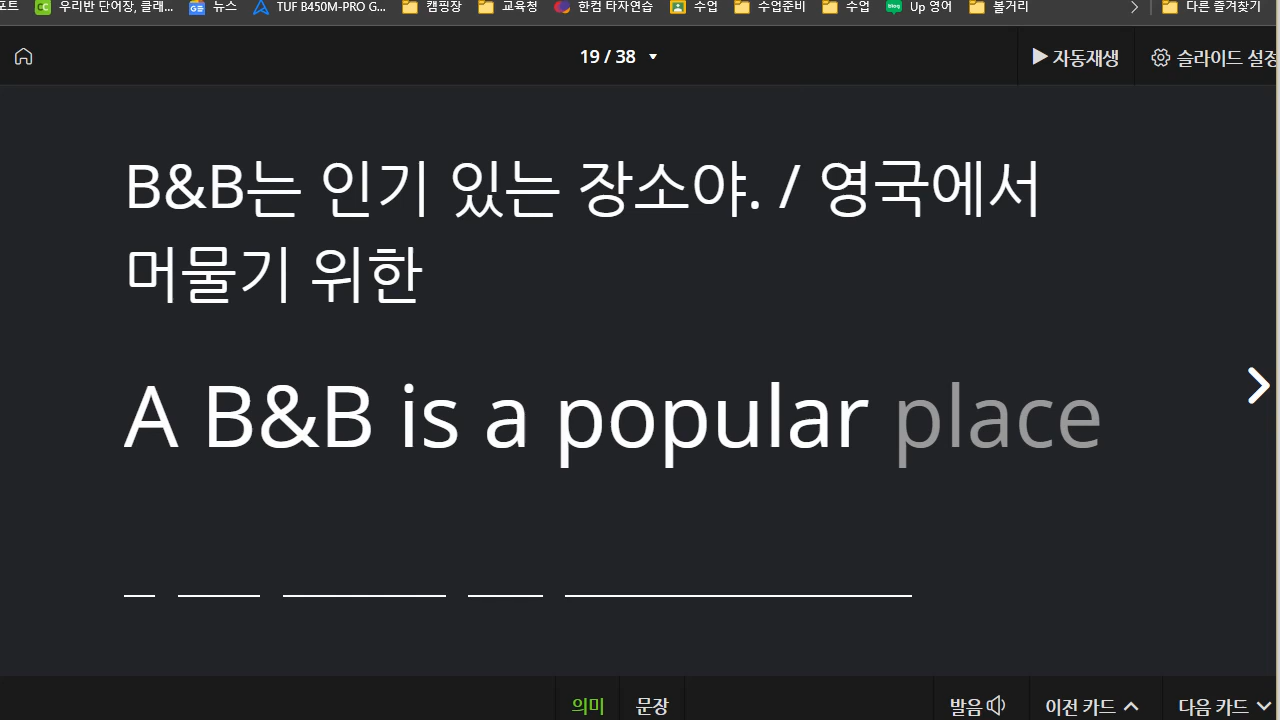 포트 CC 우리반 단어장, 클래... GE 뉴스 TUF B450M-PRO G... 캠핑장 교육청 한컴 타자연습 수업 수업준비 수업 blog Up 영어 볼거리 다른 즐겨찾기
19 / 38 자동재생 슬라이드 설정
B&B는 인기 있는 장소야. / 영국에서
머물기 위한
A B&B is a popular place
의미 문장 발음 이전 카드 다음 카드